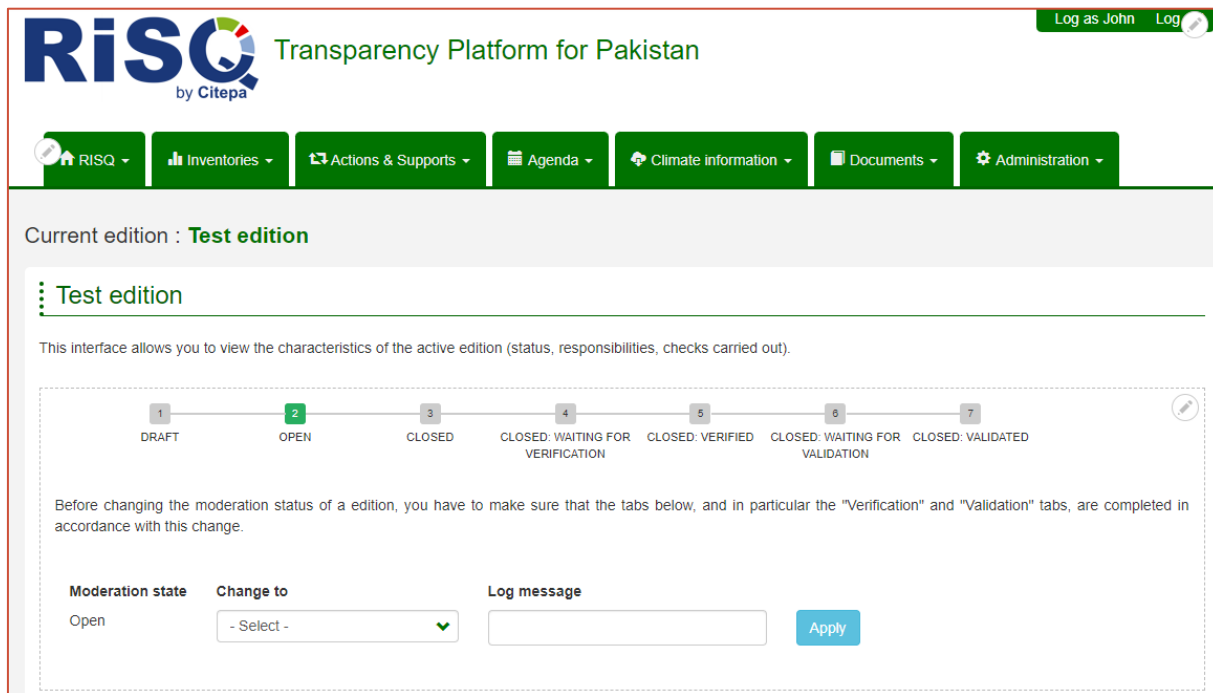 Log as John Log
RiSQ
by Citepa
Transparency Platform for Pakistan
RISQ
Inventories
Actions & Supports
Agenda
Climate information
Documents
Administration
Current edition : Test edition
Test edition
This interface allows you to view the characteristics of the active edition (status, responsibilities, checks carried out).
1
2
3
4
5
6
7
DRAFT
OPEN
CLOSED
CLOSED: WAITING FOR
VERIFICATION
CLOSED: VERIFIED
CLOSED: WAITING FOR
VALIDATION
CLOSED: VALIDATED
Before changing the moderation status of a edition, you have to make sure that the tabs below, and in particular the "Verification" and "Validation" tabs, are completed in
accordance with this change.
Moderation state
Change to
Log message
Open
- Select -
Apply